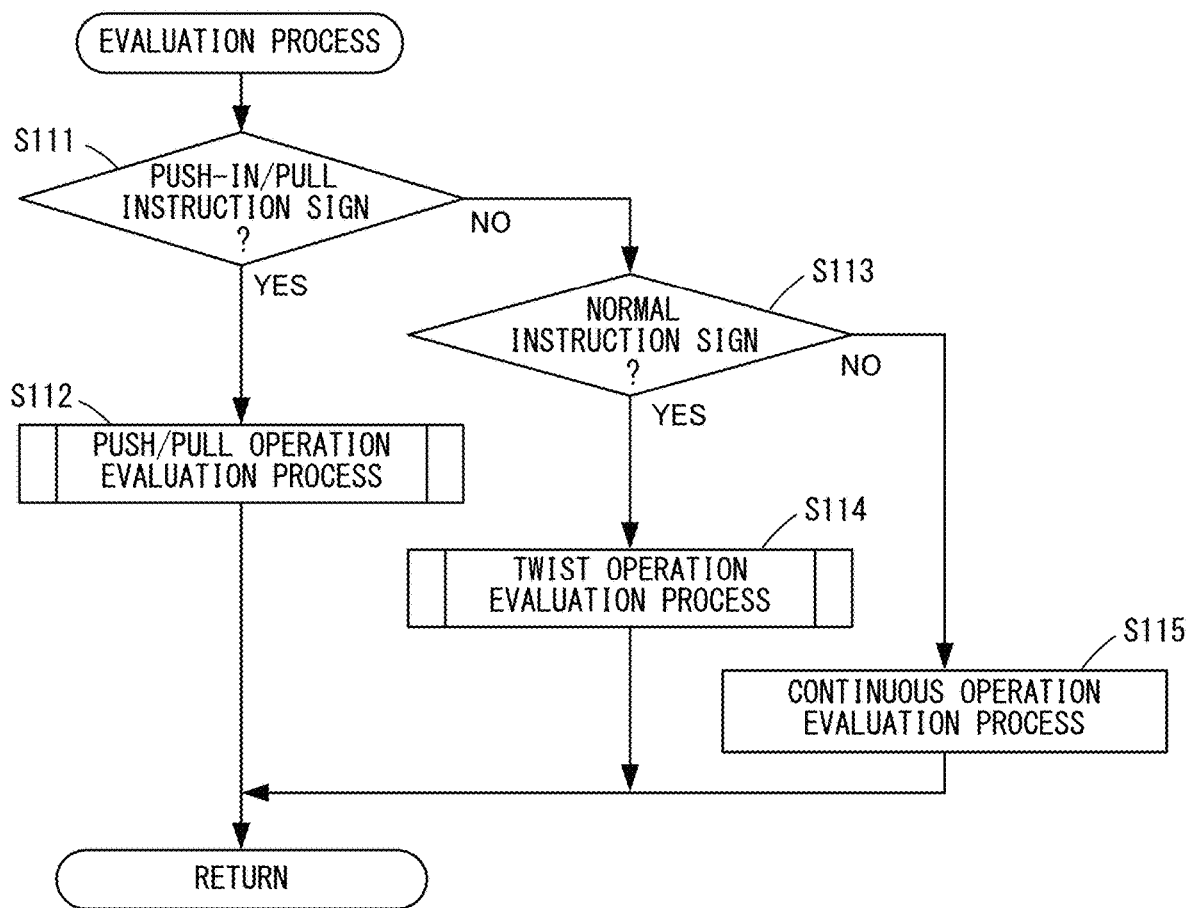 EVALUATION PROCESS
S111
PUSH-IN/PULL
INSTRUCTION SIGN
?
NO
YES
S113
NORMAL
INSTRUCTION SIGN
?
NO
YES
S112
PUSH/PULL OPERATION
EVALUATION PROCESS
S114
TWIST OPERATION
EVALUATION PROCESS
S115
CONTINUOUS OPERATION
EVALUATION PROCESS
RETURN